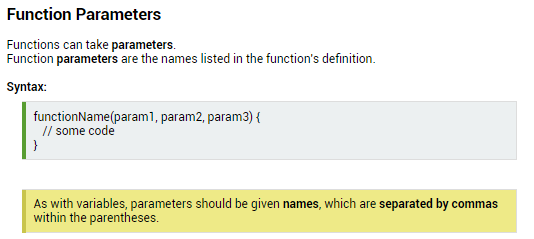 Function Parameters
Functions can take parameters.
Function parameters are the names listed in the function's definition.
Syntax:
functionName(param1, param2, param3) {
// some code
}
As with variables, parameters should be given names, which are separated by commas
within the parentheses.